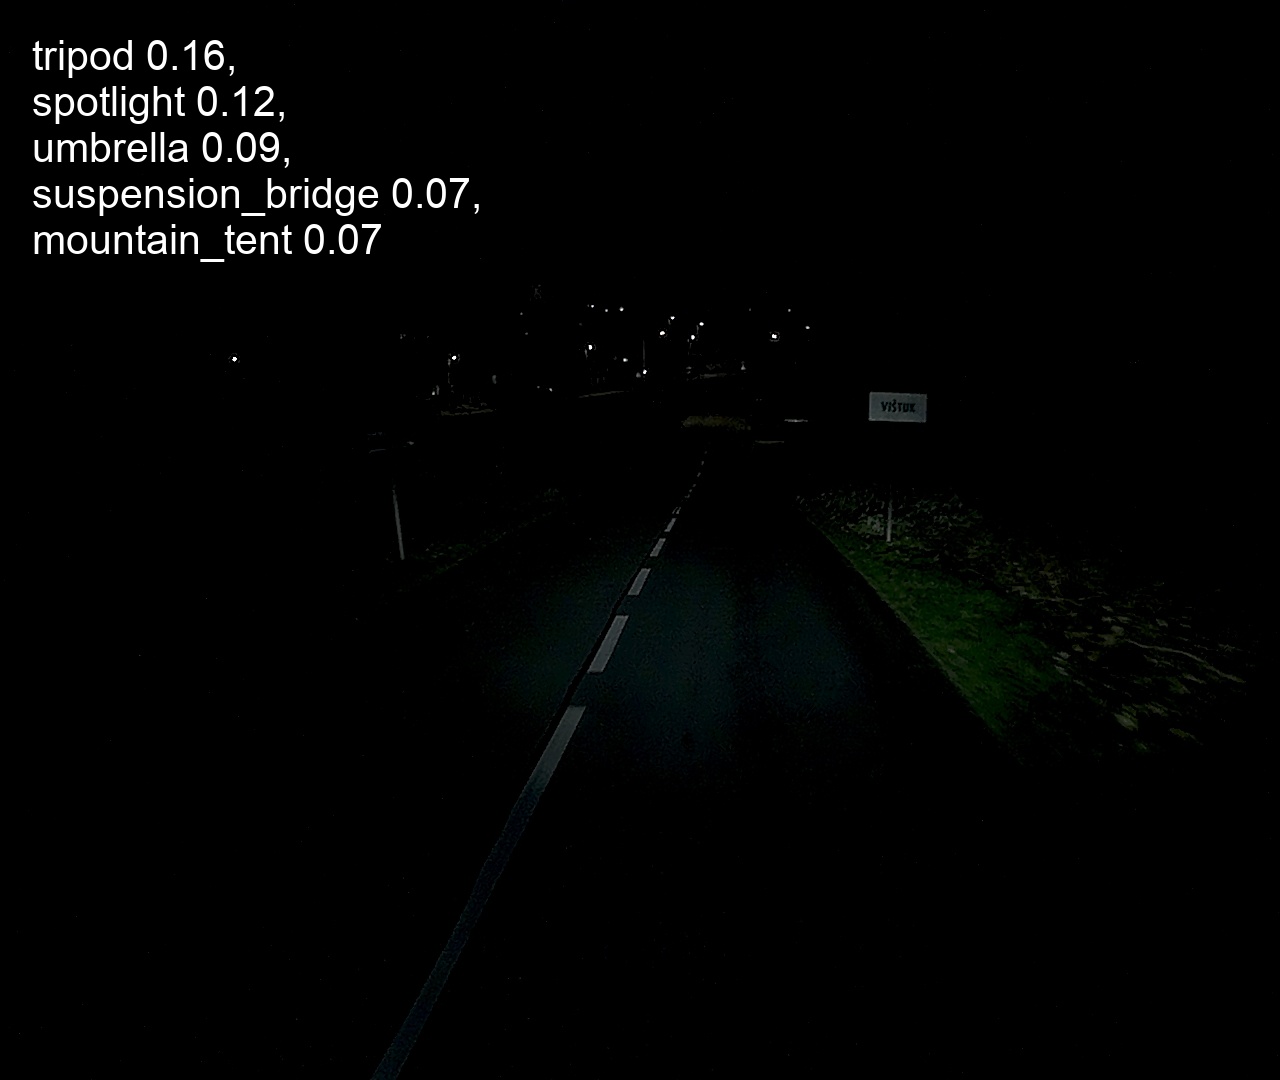 tripod 0.16,
spotlight 0.12,
umbrella 0.09,
suspension_bridge 0.07,
mountain_tent 0.07
VIŠTUK